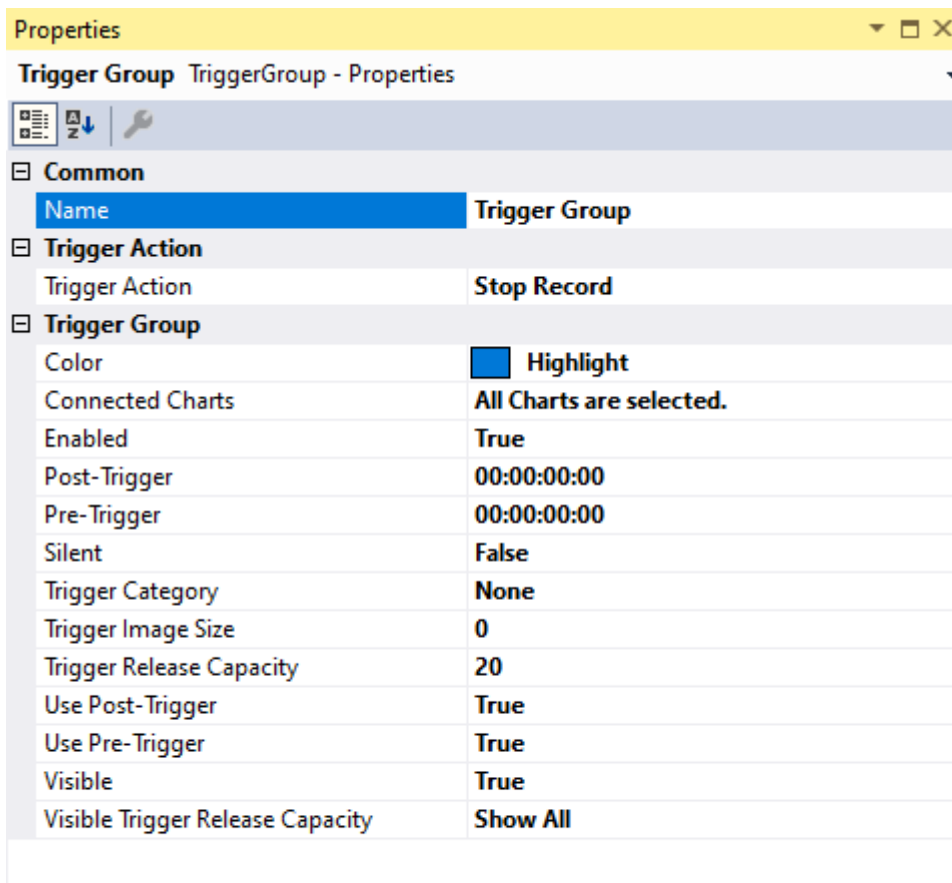 Properties
Trigger Group TriggerGroup - Properties
Common
Name Trigger Group
Trigger Action
Trigger Action Stop Record
Trigger Group
Color Highlight
Connected Charts All Charts are selected.
Enabled True
Post-Trigger 00:00:00:00
Pre-Trigger 00:00:00:00
Silent False
Trigger Category None
Trigger Image Size 0
Trigger Release Capacity 20
Use Post-Trigger True
Use Pre-Trigger True
Visible True
Visible Trigger Release Capacity Show All